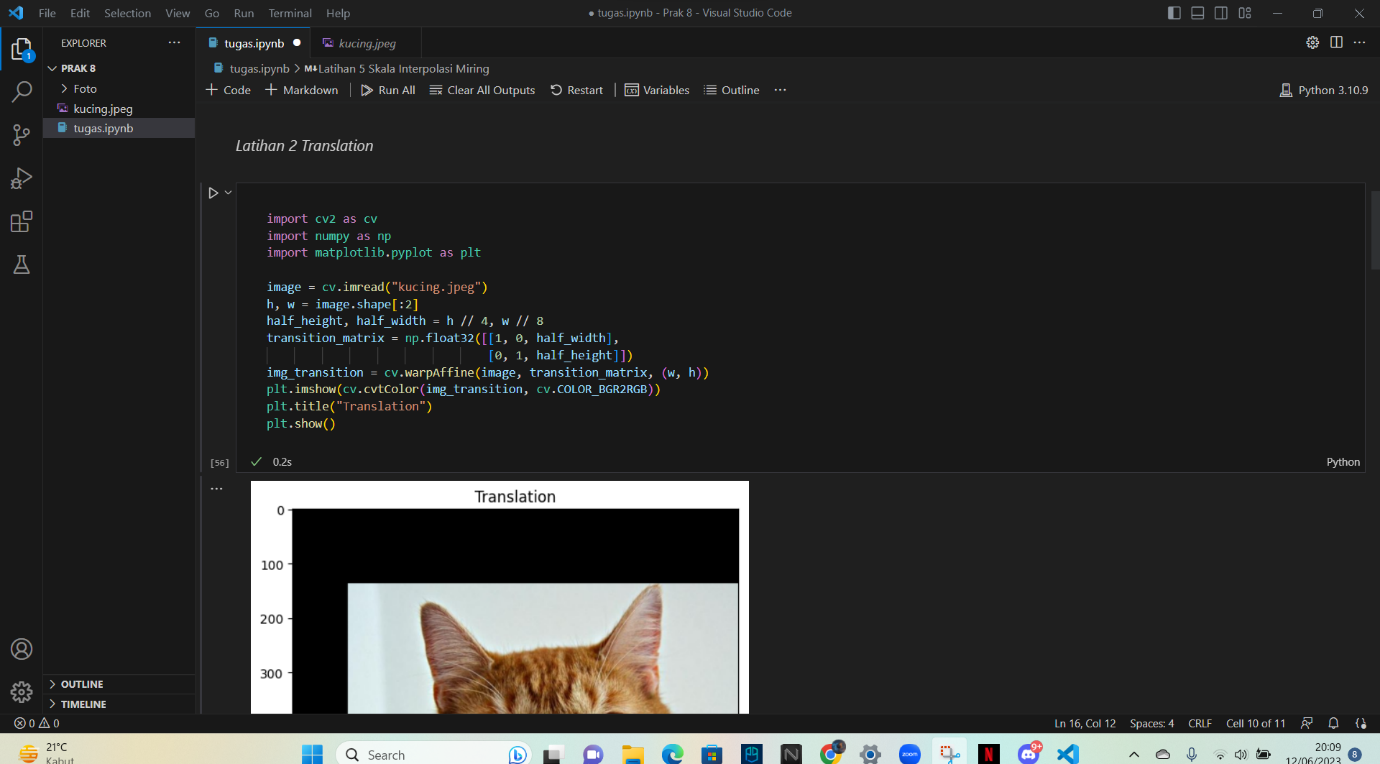 File Edit Selection View Go Run Terminal Help
● tugas.ipynb - Prak 8 - Visual Studio Code
EXPLORER
tugas.ipynb ●
kucing.jpeg
PRAK 8
Foto
kucing.jpeg
tugas.ipynb
1
tugas.ipynb > M↓Latihan 5 Skala Interpolasi Miring
+ Code + Markdown Run All Clear All Outputs Restart Variables Outline ···
Python 3.10.9
Latihan 2 Translation
import cv2 as cv
import numpy as np
import matplotlib.pyplot as plt
image = cv.imread("kucing.jpeg")
h, w = image.shape[:2]
half_height, half_width = h // 4, w // 8
transition_matrix = np.float32([[1, 0, half_width],
[0, 1, half_height]])
img_transition = cv.warpAffine(image, transition_matrix, (w, h))
plt.imshow(cv.cvtColor(img_transition, cv.COLOR_BGR2RGB))
plt.title("Translation")
plt.show()
[56] ✓ 0.2s
Python
Translation
0
100
200
300
OUTLINE
TIMELINE
0 0
Ln 16, Col 12 Spaces: 4 CRLF Cell 10 of 11
21°C
Kabut
Search
zoom
N
N
9+
20:09
12/06/2023
8